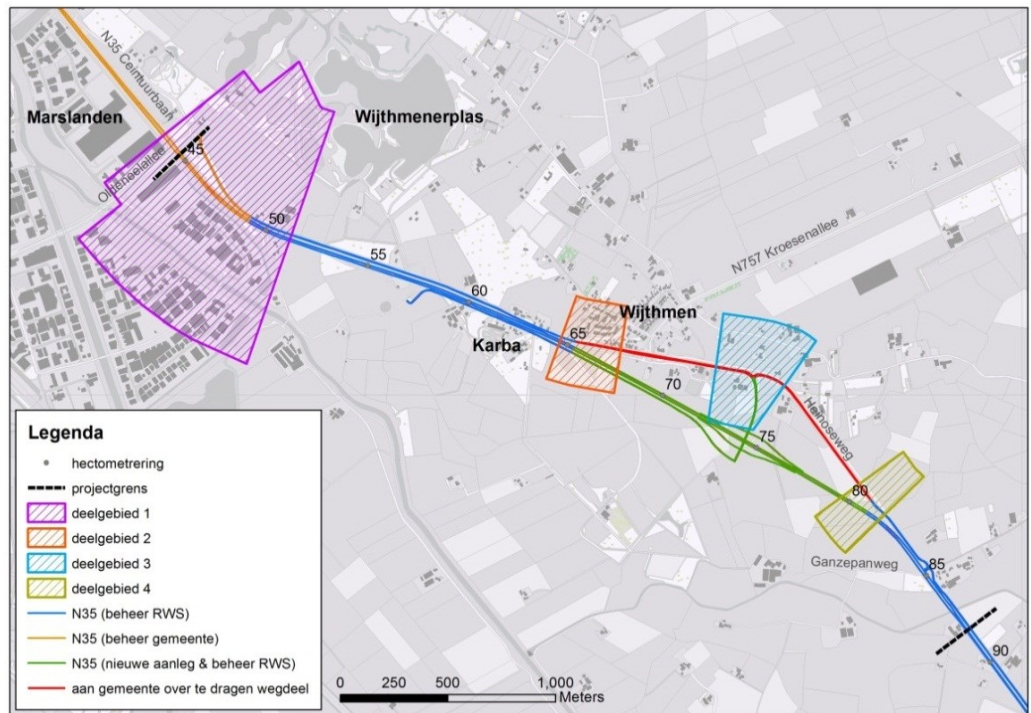 N35 Ceintuurbaan
Marslanden
Wijthmenerplas
Oldeneelallee
45
50
55
60
N757 Kroesenallee
Wijthmen
65
Karba
70
75
Heinoseweg
80
Ganzepanweg
85
90
Legenda
hectometrering
projectgrens
deelgebied 1
deelgebied 2
deelgebied 3
deelgebied 4
N35 (beheer RWS)
N35 (beheer gemeente)
N35 (nieuwe aanleg & beheer RWS)
aan gemeente over te dragen wegdeel
0 250 500 1,000
Meters